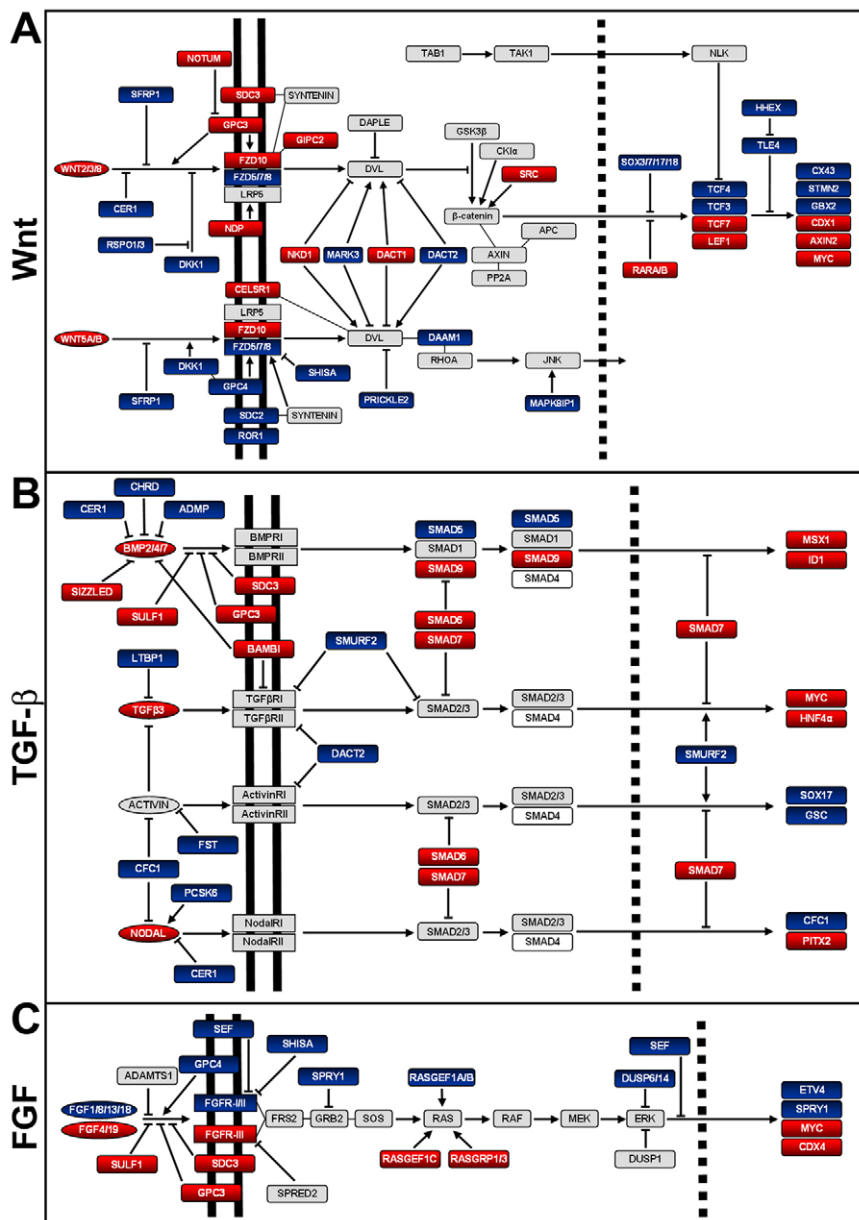 A
Wnt
TAB1
TAK1
NLK
NOTUM
SFRP1
SDC3
SYNTENIN
GPC3
GIPC2
DAPLE
GSK3β
CKIα
SRC
HHEX
TLE4
SOX3/7/17/18
WNT2/3/8
FZD10
FZD5/7/8
LRP5
DVL
CER1
RSPO1/3
DKK1
NDP
β-catenin
APC
AXIN
PP2A
TCF4
TCF3
TCF7
LEF1
CX43
STMN2
GBX2
CDX1
AXIN2
MYC
RARA/B
NKD1
MARK3
DACT1
DACT2
CELSR1
LRP5
FZD10
FZD5/7/8
WNT5A/B
DVL
DAAM1
RHOA
JNK
DKK1
GPC4
SHISA
SFRP1
SDC2
SYNTENIN
ROR1
PRICKLE2
MAPK8IP1
B
TGF-β
CHRD
CER1
ADMP
BMP2/4/7
BMPRI
BMPRII
SMAD5
SMAD1
SMAD9
SMAD5
SMAD1
SMAD9
SMAD4
MSX1
ID1
SIZZLED
SULF1
SDC3
GPC3
BAMBI
SMAD6
SMAD7
SMAD7
LTBP1
SMURF2
TGFβ3
TGFβRI
TGFβRII
SMAD2/3
SMAD2/3
SMAD4
MYC
HNF4α
DACT2
SMURF2
ACTIVIN
ActivinRI
ActivinRII
SMAD2/3
SMAD2/3
SMAD4
SOX17
GSC
FST
CFC1
SMAD6
SMAD7
SMAD7
PCSK6
NODAL
NodalRI
NodalRII
SMAD2/3
SMAD2/3
SMAD4
CFC1
PITX2
CER1
C
FGF
SEF
SHISA
SEF
ADAMTS1
GPC4
SPRY1
RASGEF1A/B
DUSP6/14
FGF1/8/13/18
FGF4/19
FGFR-I/II
FGFR-III
FRS2
GRB2
SOS
RAS
RAF
MEK
ERK
ETV4
SPRY1
MYC
CDX4
SULF1
SDC3
GPC3
SPRED2
RASGEF1C
RASGRP1/3
DUSP1